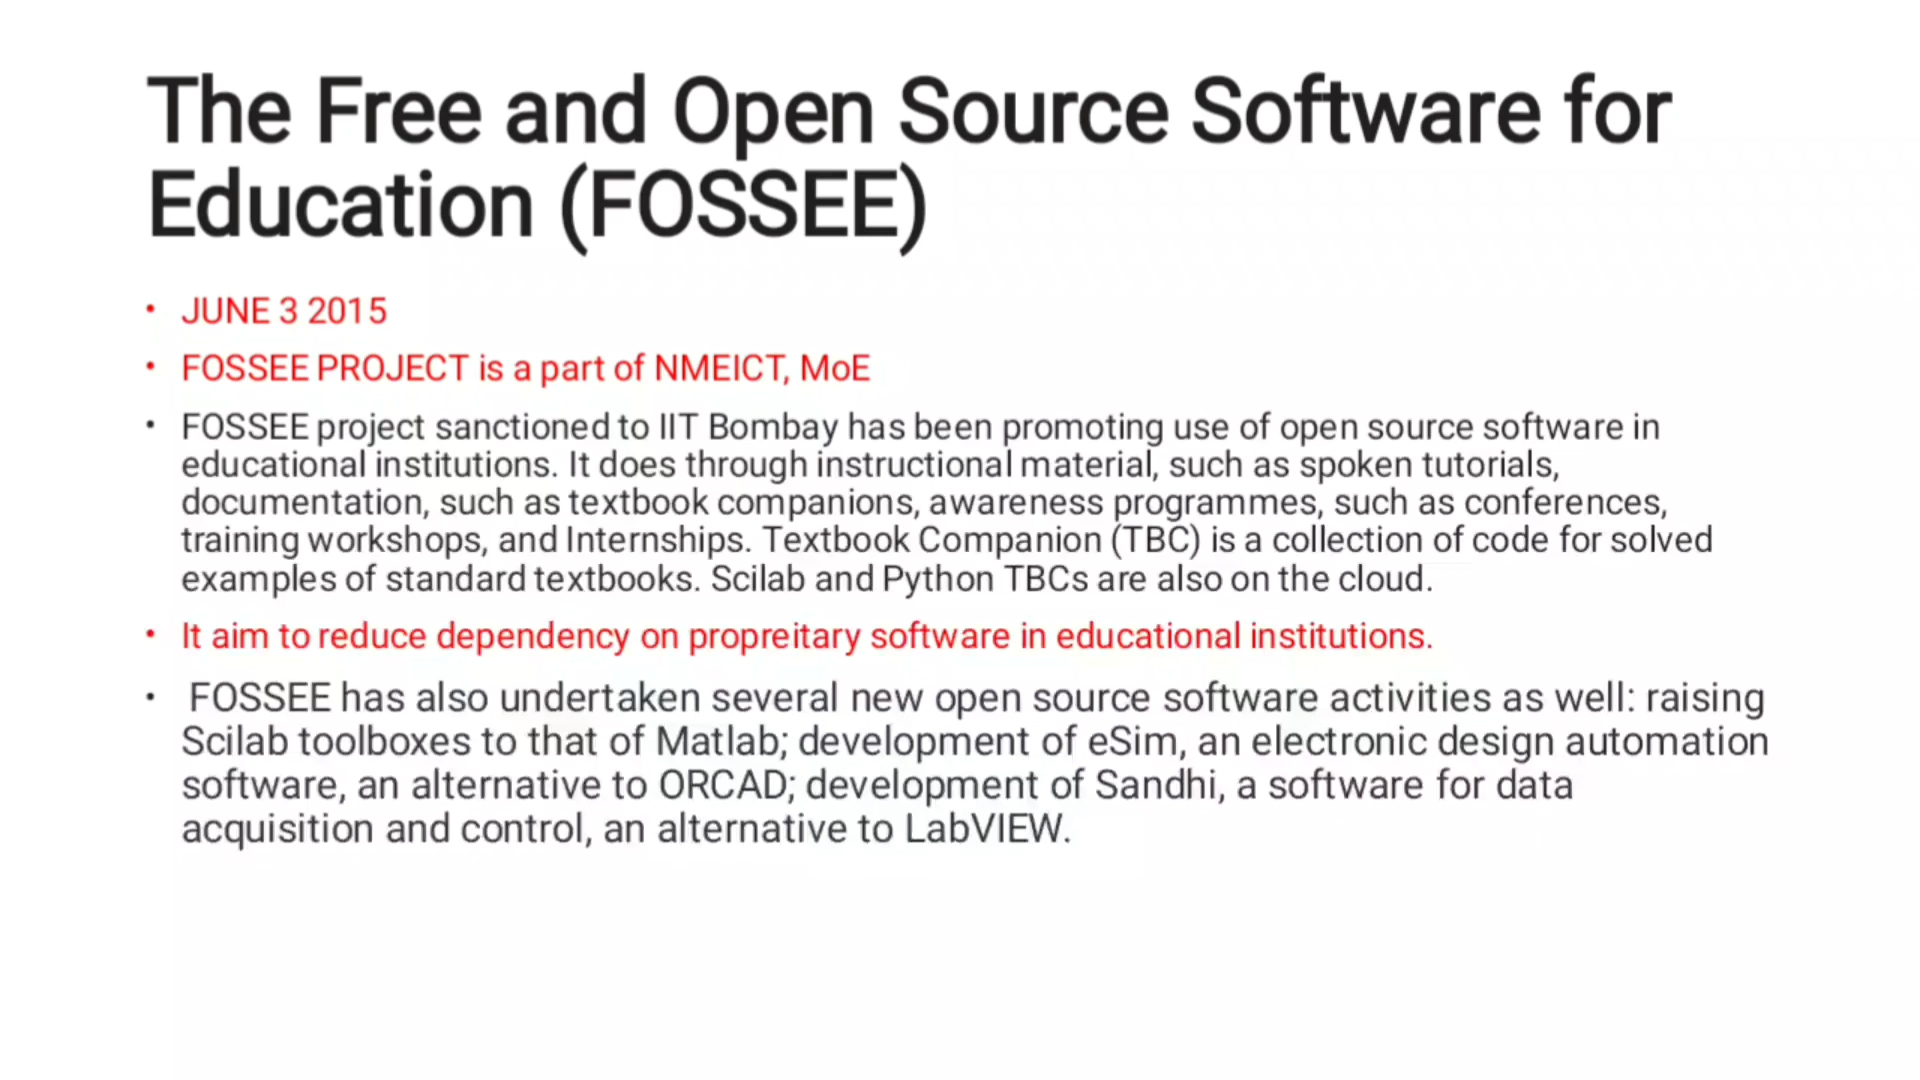 The Free and Open Source Software for
Education (FOSSEE)
• JUNE 3 2015
• FOSSEE PROJECT is a part of NMEICT, MoE
• FOSSEE project sanctioned to IIT Bombay has been promoting use of open source software in
educational institutions. It does through instructional material, such as spoken tutorials,
documentation, such as textbook companions, awareness programmes, such as conferences,
training workshops, and Internships. Textbook Companion (TBC) is a collection of code for solved
examples of standard textbooks. Scilab and Python TBCs are also on the cloud.
• It aim to reduce dependency on propreitary software in educational institutions.
• FOSSEE has also undertaken several new open source software activities as well: raising
Scilab toolboxes to that of Matlab; development of eSim, an electronic design automation
software, an alternative to ORCAD; development of Sandhi, a software for data
acquisition and control, an alternative to LabVIEW.